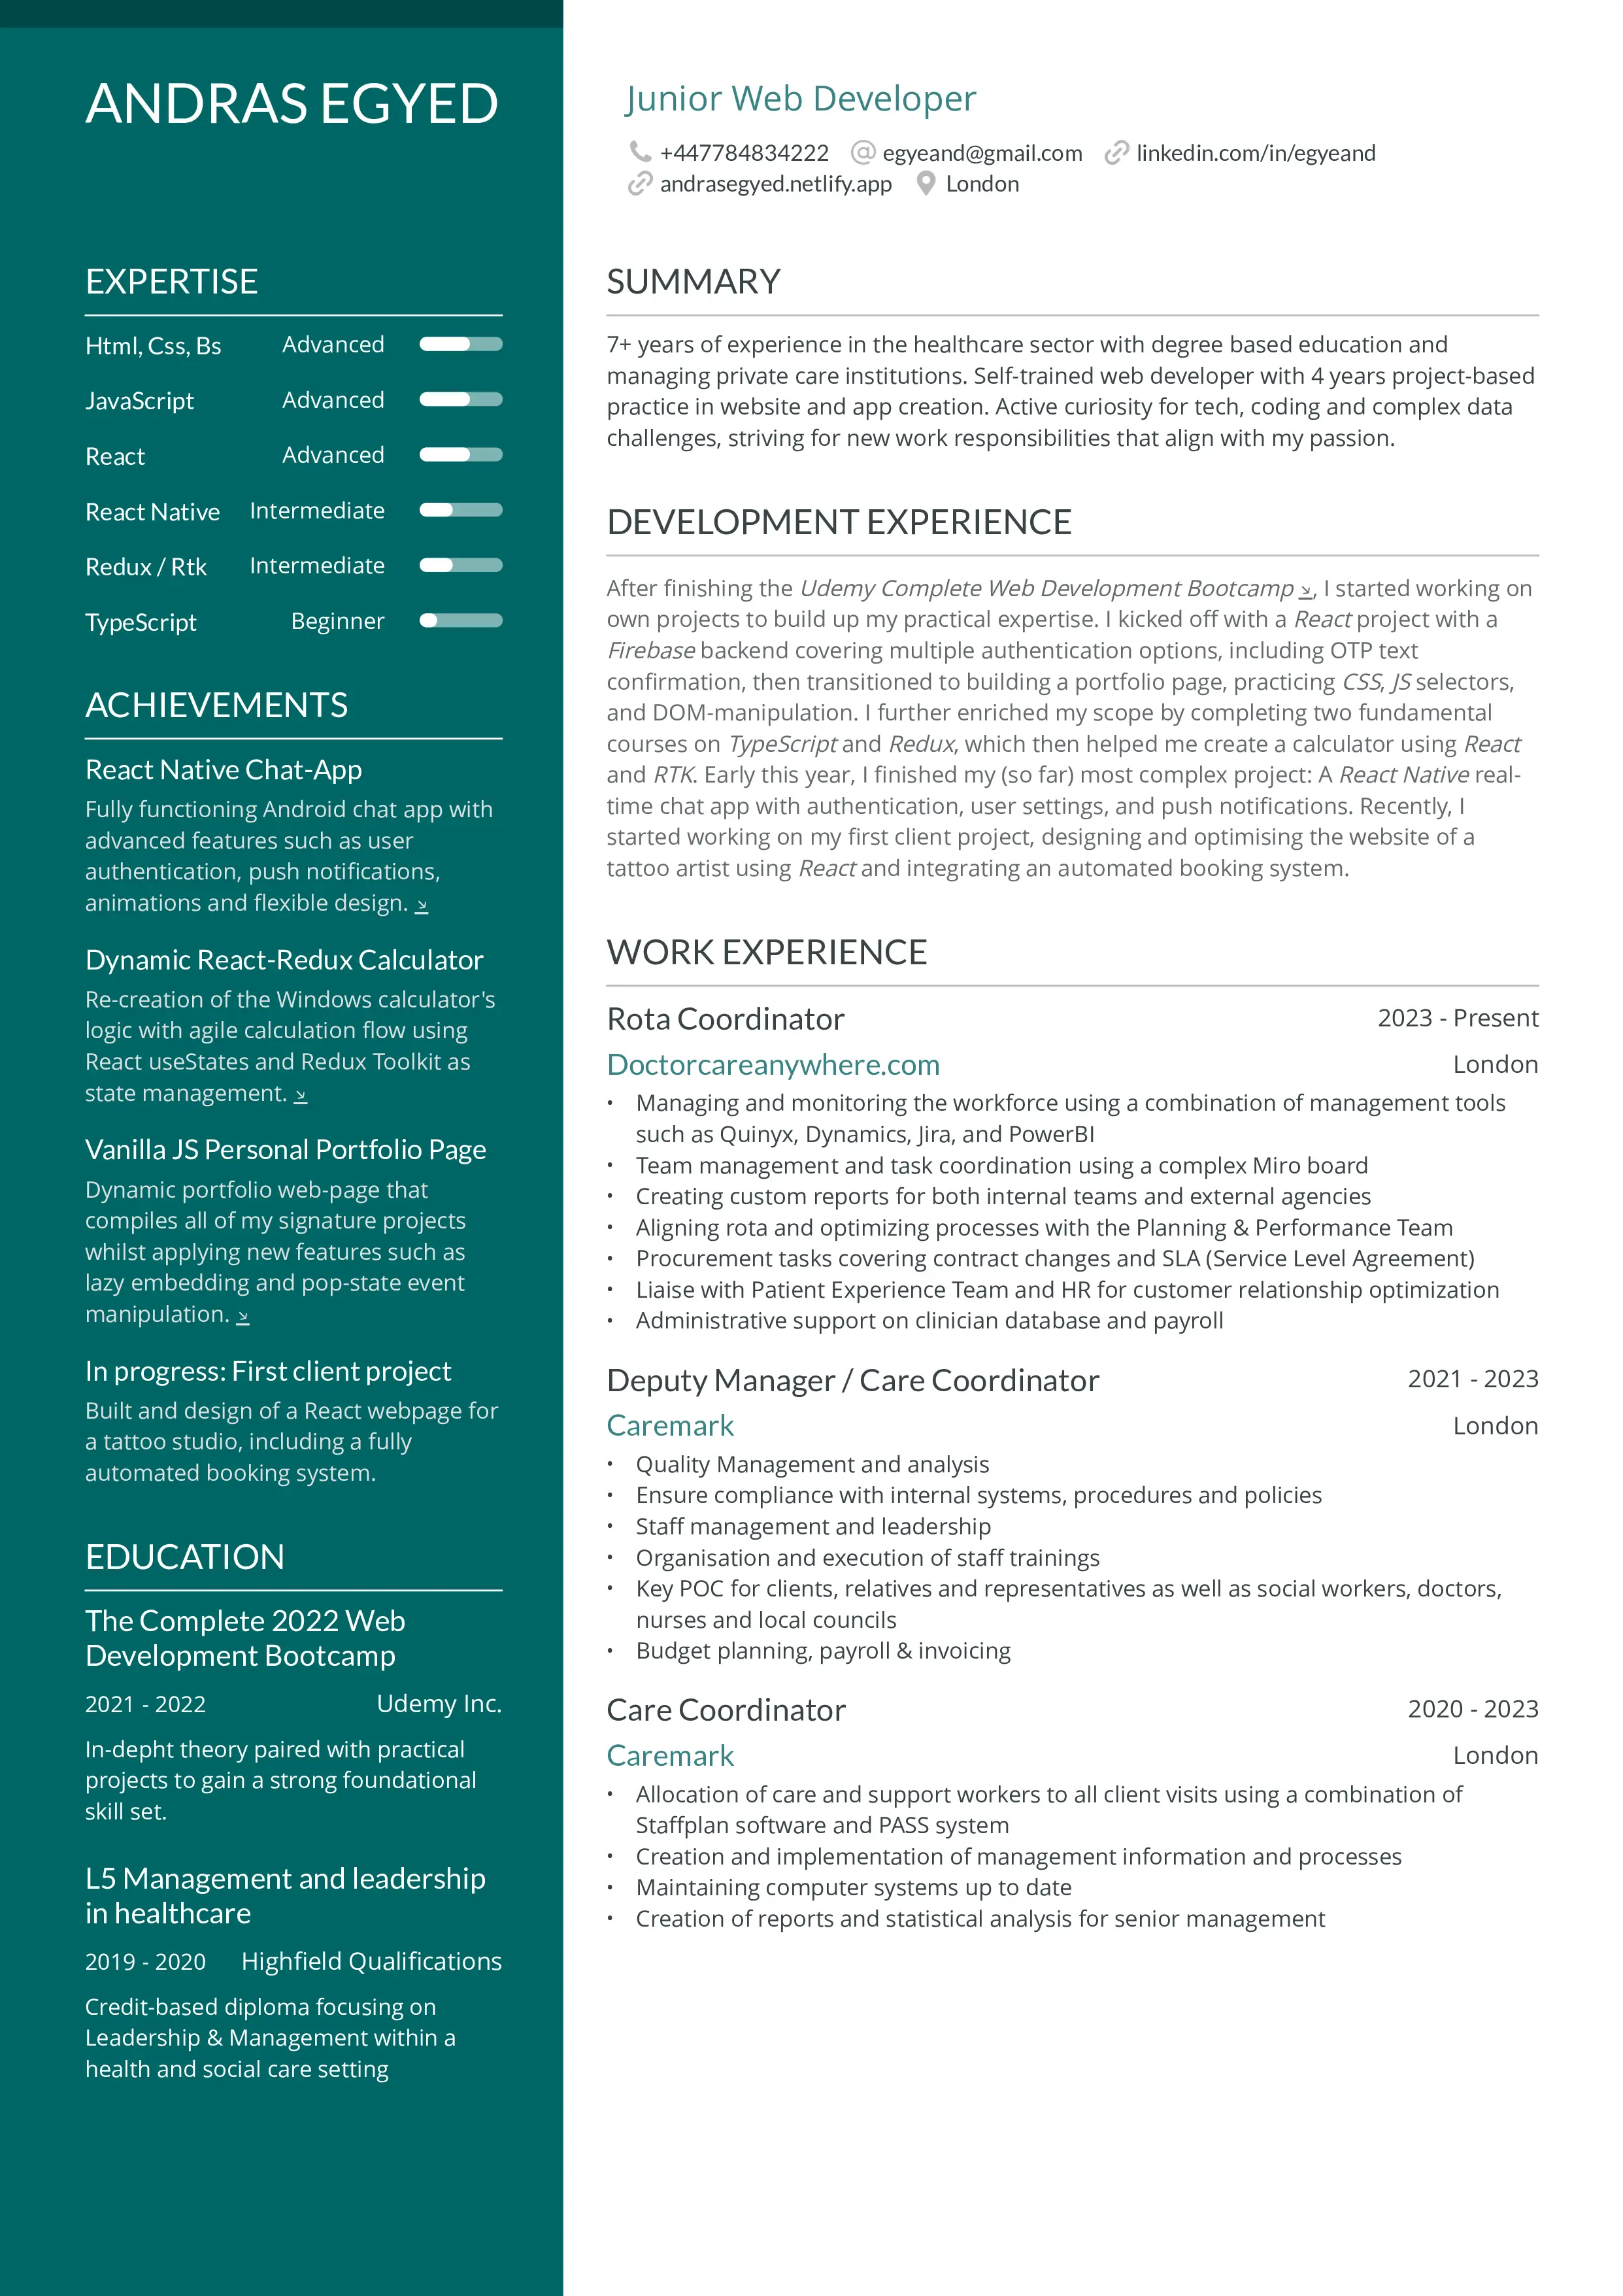 ANDRAS EGYED
Junior Web Developer
+447784834222 egyeand@gmail.com linkedin.com/in/egyeand
andrasegyed.netlify.app London
EXPERTISE
Html, Css, Bs Advanced
JavaScript Advanced
React Advanced
React Native Intermediate
Redux / Rtk Intermediate
TypeScript Beginner
ACHIEVEMENTS
React Native Chat-App
Fully functioning Android chat app with
advanced features such as user
authentication, push notifications,
animations and flexible design.
Dynamic React-Redux Calculator
Re-creation of the Windows calculator's
logic with agile calculation flow using
React useStates and Redux Toolkit as
state management.
Vanilla JS Personal Portfolio Page
Dynamic portfolio web-page that
compiles all of my signature projects
whilst applying new features such as
lazy embedding and pop-state event
manipulation.
In progress: First client project
Built and design of a React webpage for
a tattoo studio, including a fully
automated booking system.
EDUCATION
The Complete 2022 Web
Development Bootcamp
2021 - 2022 Udemy Inc.
In-depht theory paired with practical
projects to gain a strong foundational
skill set.
L5 Management and leadership
in healthcare
2019 - 2020 Highfield Qualifications
Credit-based diploma focusing on
Leadership & Management within a
health and social care setting
SUMMARY
7+ years of experience in the healthcare sector with degree based education and
managing private care institutions. Self-trained web developer with 4 years project-based
practice in website and app creation. Active curiosity for tech, coding and complex data
challenges, striving for new work responsibilities that align with my passion.
DEVELOPMENT EXPERIENCE
After finishing the Udemy Complete Web Development Bootcamp, I started working on
own projects to build up my practical expertise. I kicked off with a React project with a
Firebase backend covering multiple authentication options, including OTP text
confirmation, then transitioned to building a portfolio page, practicing CSS, JS selectors,
and DOM-manipulation. I further enriched my scope by completing two fundamental
courses on TypeScript and Redux, which then helped me create a calculator using React
and RTK. Early this year, I finished my (so far) most complex project: A React Native real-
time chat app with authentication, user settings, and push notifications. Recently, I
started working on my first client project, designing and optimising the website of a
tattoo artist using React and integrating an automated booking system.
WORK EXPERIENCE
Rota Coordinator 2023 - Present
Doctorcareanywhere.com London
• Managing and monitoring the workforce using a combination of management tools
such as Quinyx, Dynamics, Jira, and PowerBI
• Team management and task coordination using a complex Miro board
• Creating custom reports for both internal teams and external agencies
• Aligning rota and optimizing processes with the Planning & Performance Team
• Procurement tasks covering contract changes and SLA (Service Level Agreement)
• Liaise with Patient Experience Team and HR for customer relationship optimization
• Administrative support on clinician database and payroll
Deputy Manager / Care Coordinator 2021 - 2023
Caremark London
• Quality Management and analysis
• Ensure compliance with internal systems, procedures and policies
• Staff management and leadership
• Organisation and execution of staff trainings
• Key POC for clients, relatives and representatives as well as social workers, doctors,
nurses and local councils
• Budget planning, payroll & invoicing
Care Coordinator 2020 - 2023
Caremark London
• Allocation of care and support workers to all client visits using a combination of
Staffplan software and PASS system
• Creation and implementation of management information and processes
• Maintaining computer systems up to date
• Creation of reports and statistical analysis for senior management